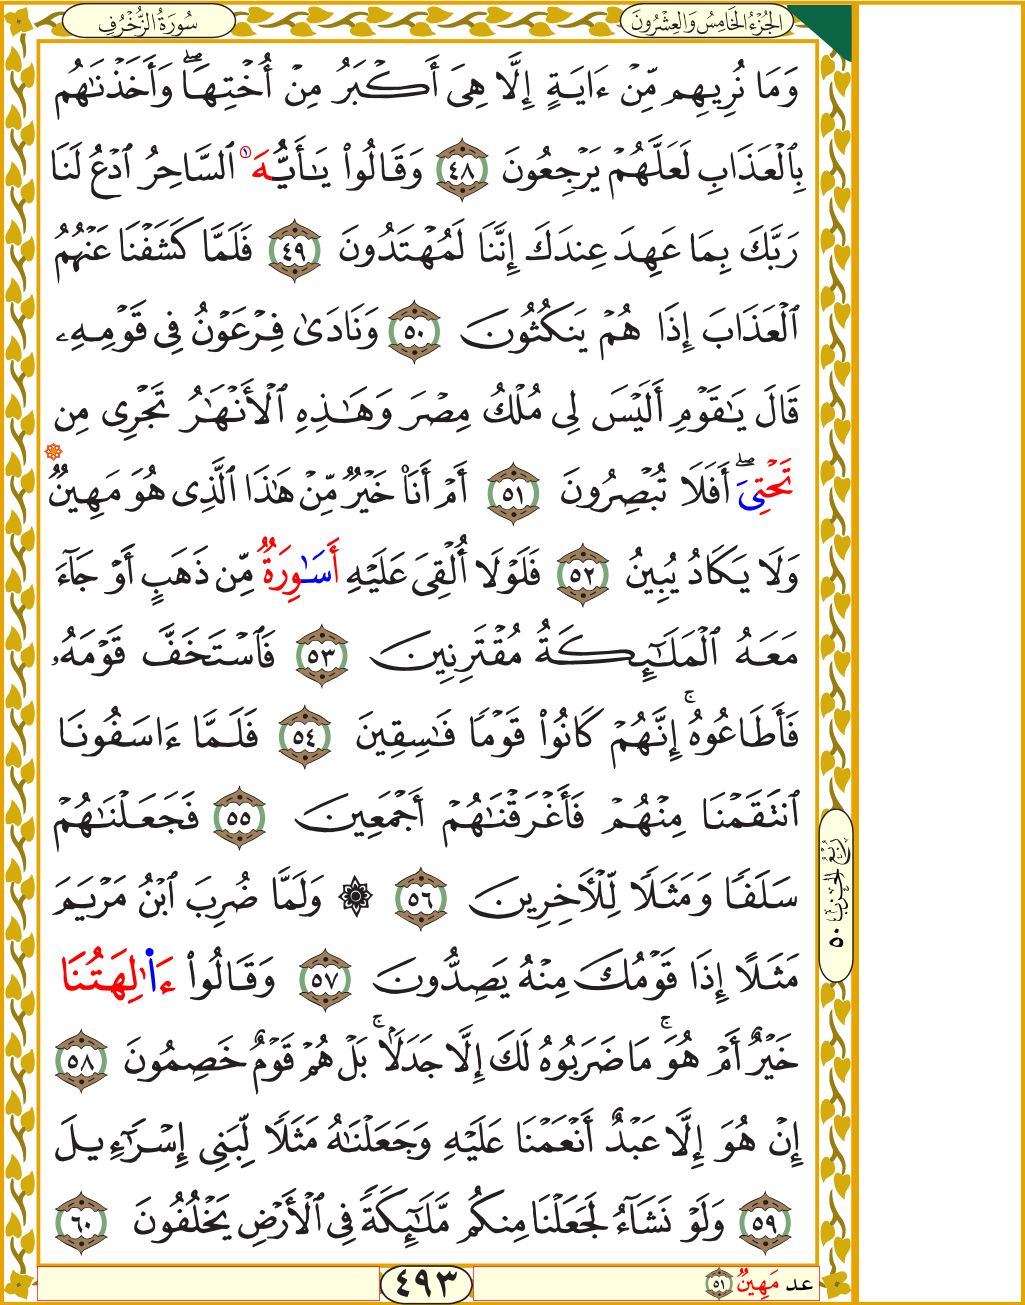 الجُزْءُ الخَامِسُ وَالعِشْرُونَ
سُورَةُ الزُّخْرُفِ
وَمَا نُرِيهِم مِّنْ ءَايَةٍ إِلَّا هِىَ أَكْبَرُ مِنْ أُخْتِهَاۖ وَأَخَذْنَٰهُم
بِٱلْعَذَابِ لَعَلَّهُمْ يَرْجِعُونَ ٤٨ وَقَالُوا۟ يَٰٓأَيُّهَ ١ ٱلسَّاحِرُ ٱدْعُ لَنَا
رَبَّكَ بِمَا عَهِدَ عِندَكَ إِنَّنَا لَمُهْتَدُونَ ٤٩ فَلَمَّا كَشَفْنَا عَنْهُمُ
ٱلْعَذَابَ إِذَا هُمْ يَنكُثُونَ ٥٠ وَنَادَىٰ فِرْعَوْنُ فِى قَوْمِهِۦ
قَالَ يَٰقَوْمِ أَلَيْسَ لِى مُلْكُ مِصْرَ وَهَٰذِهِ ٱلْأَنْهَٰرُ تَجْرِى مِن
تَحْتِىَۖ أَفَلَا تُبْصِرُونَ ٥١ أَمْ أَنَا۠ خَيْرٌ مِّنْ هَٰذَا ٱلَّذِى هُوَ مَهِينٌ
وَلَا يَكَادُ يُبِينُ ٥٢ فَلَوْلَا أُلْقِىَ عَلَيْهِ أَسَٰوِرَةٌ مِّن ذَهَبٍ أَوْ جَآءَ
مَعَهُ ٱلْمَلَٰٓئِكَةُ مُقْتَرِنِينَ ٥٣ فَٱسْتَخَفَّ قَوْمَهُۥ
فَأَطَاعُوهُۚ إِنَّهُمْ كَانُوا۟ قَوْمًا فَٰسِقِينَ ٥٤ فَلَمَّا ءَاسَفُونَا
ٱنتَقَمْنَا مِنْهُمْ فَأَغْرَقْنَٰهُمْ أَجْمَعِينَ ٥٥ فَجَعَلْنَٰهُمْ
سَلَفًا وَمَثَلًا لِّلْأَخِرِينَ ٥٦ ۞ وَلَمَّا ضُرِبَ ٱبْنُ مَرْيَمَ
مَثَلًا إِذَا قَوْمُكَ مِنْهُ يَصِدُّونَ ٥٧ وَقَالُوا۟ ءَاٰ۬لِهَتُنَا
خَيْرٌ أَمْ هُوَۚ مَا ضَرَبُوهُ لَكَ إِلَّا جَدَلًاۚ بَلْ هُمْ قَوْمٌ خَصِمُونَ ٥٨
إِنْ هُوَ إِلَّا عَبْدٌ أَنْعَمْنَا عَلَيْهِ وَجَعَلْنَٰهُ مَثَلًا لِّبَنِى إِسْرَٰٓءِيلَ
٥٩ وَلَوْ نَشَآءُ لَجَعَلْنَا مِنكُم مَّلَٰٓئِكَةً فِى ٱلْأَرْضِ يَخْلُفُونَ ٦٠
رُبْعُ الحِزْبِ ٥٠
عد مَهِينٌ ٥١
٤٩٣